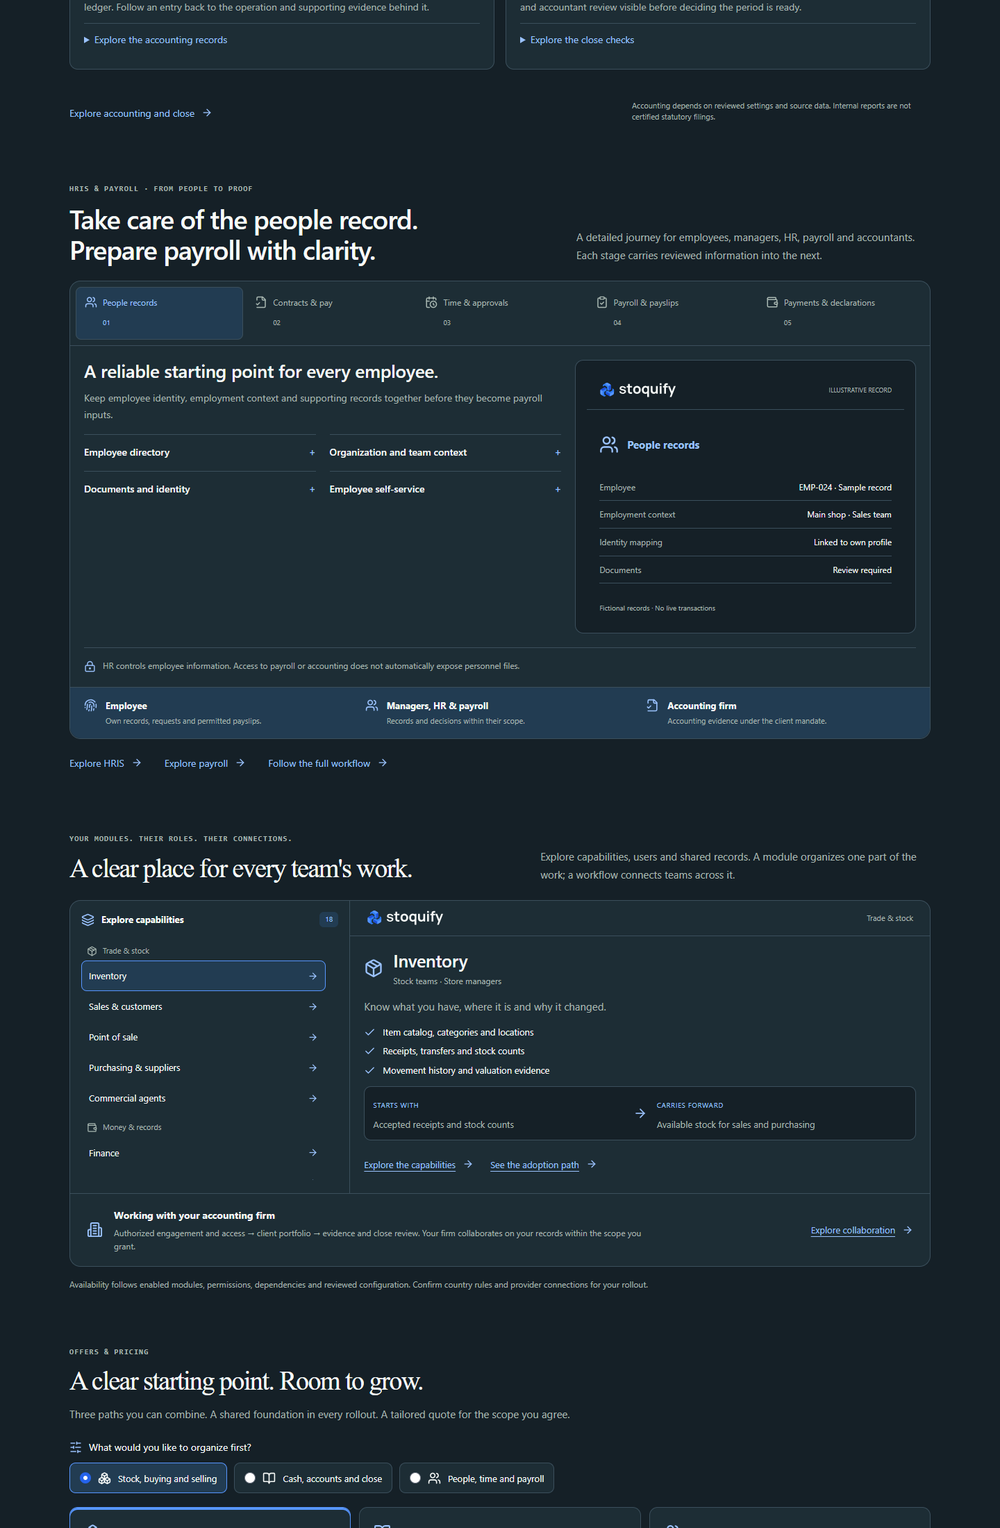 ledger. Follow an entry back to the operation and supporting evidence behind it.
Explore the accounting records
and accountant review visible before deciding the period is ready.
Explore the close checks
Explore accounting and close
Accounting depends on reviewed settings and source data. Internal reports are not
certified statutory filings.
HRIS & PAYROLL · FROM PEOPLE TO PROOF
Take care of the people record.
Prepare payroll with clarity.
A detailed journey for employees, managers, HR, payroll and accountants.
Each stage carries reviewed information into the next.
People records
01
Contracts & pay
02
Time & approvals
03
Payroll & payslips
04
Payments & declarations
05
A reliable starting point for every employee.
Keep employee identity, employment context and supporting records together before they become payroll
inputs.
Employee directory +
Organization and team context +
Documents and identity +
Employee self-service +
stoquify
ILLUSTRATIVE RECORD
People records
Employee EMP-024 · Sample record
Employment context Main shop · Sales team
Identity mapping Linked to own profile
Documents Review required
Fictional records · No live transactions
HR controls employee information. Access to payroll or accounting does not automatically expose personnel files.
Employee
Own records, requests and permitted payslips.
Managers, HR & payroll
Records and decisions within their scope.
Accounting firm
Accounting evidence under the client mandate.
Explore HRIS → Explore payroll → Follow the full workflow →
YOUR MODULES. THEIR ROLES. THEIR CONNECTIONS.
A clear place for every team's work.
Explore capabilities, users and shared records. A module organizes one part of the
work; a workflow connects teams across it.
Explore capabilities 18
Trade & stock
Inventory
Sales & customers
Point of sale
Purchasing & suppliers
Commercial agents
Money & records
Finance
stoquify
Trade & stock
Inventory
Stock teams · Store managers
Know what you have, where it is and why it changed.
Item catalog, categories and locations
Receipts, transfers and stock counts
Movement history and valuation evidence
STARTS WITH
Accepted receipts and stock counts
CARRIES FORWARD
Available stock for sales and purchasing
Explore the capabilities → See the adoption path →
Working with your accounting firm
Authorized engagement and access → client portfolio → evidence and close review. Your firm collaborates on your records within the scope you
grant.
Explore collaboration →
Availability follows enabled modules, permissions, dependencies and reviewed configuration. Confirm country rules and provider connections for your rollout.
OFFERS & PRICING
A clear starting point. Room to grow.
Three paths you can combine. A shared foundation in every rollout. A tailored quote for the scope you agree.
What would you like to organize first?
Stock, buying and selling
Cash, accounts and close
People, time and payroll